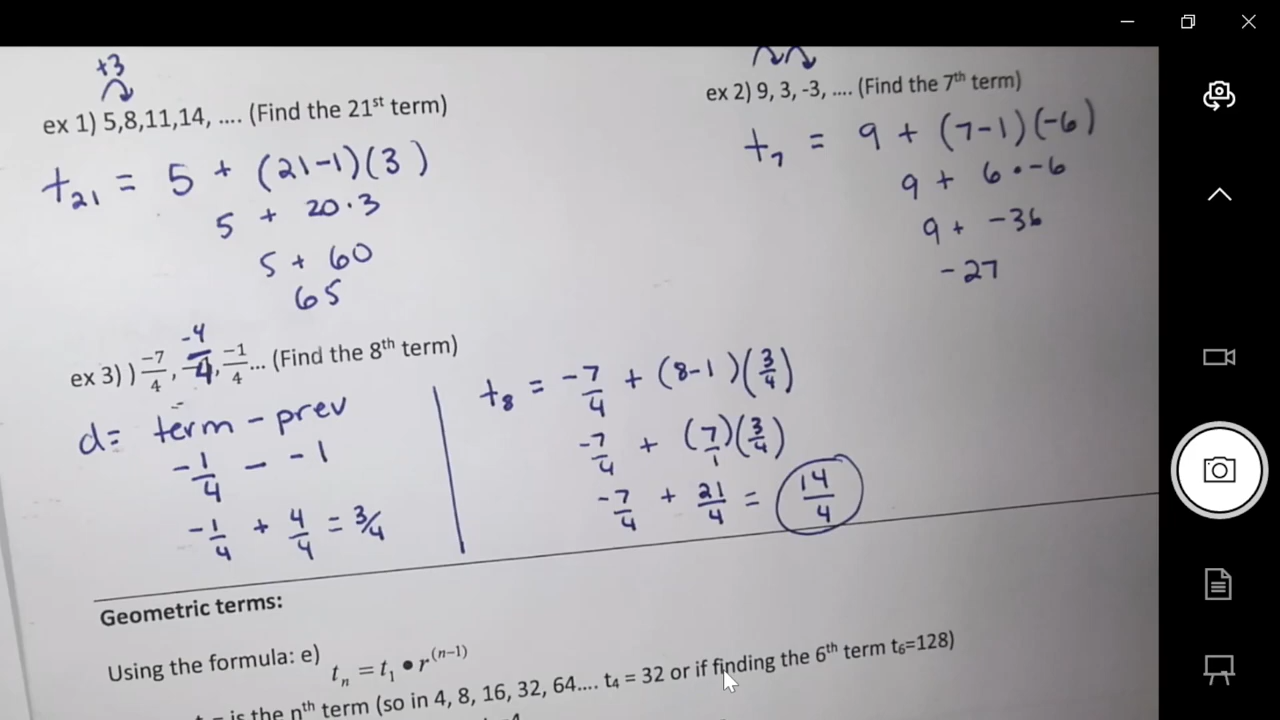 +3
ex 1) 5,8,11,14, .... (Find the 21st term)
t21 = 5 + (21-1)(3)
5 + 20·3
5 + 60
65
ex 2) 9, 3, -3, .... (Find the 7th term)
t7 = 9 + (7-1)(-6)
9 + 6·-6
9 + -36
-27
-4
ex 3) ) -7/4, -4, -1/4... (Find the 8th term)
d= term - prev
-1/4 - -1
-1/4 + 4/4 = 3/4
t8 = -7/4 + (8-1)(3/4)
-7/4 + (7/1)(3/4)
-7/4 + 21/4 = 14/4
Geometric terms:
Using the formula: e) tn = t1 • r^(n-1)
is the nth term (so in 4, 8, 16, 32, 64.... t4 = 32 or if finding the 6th term t6=128)